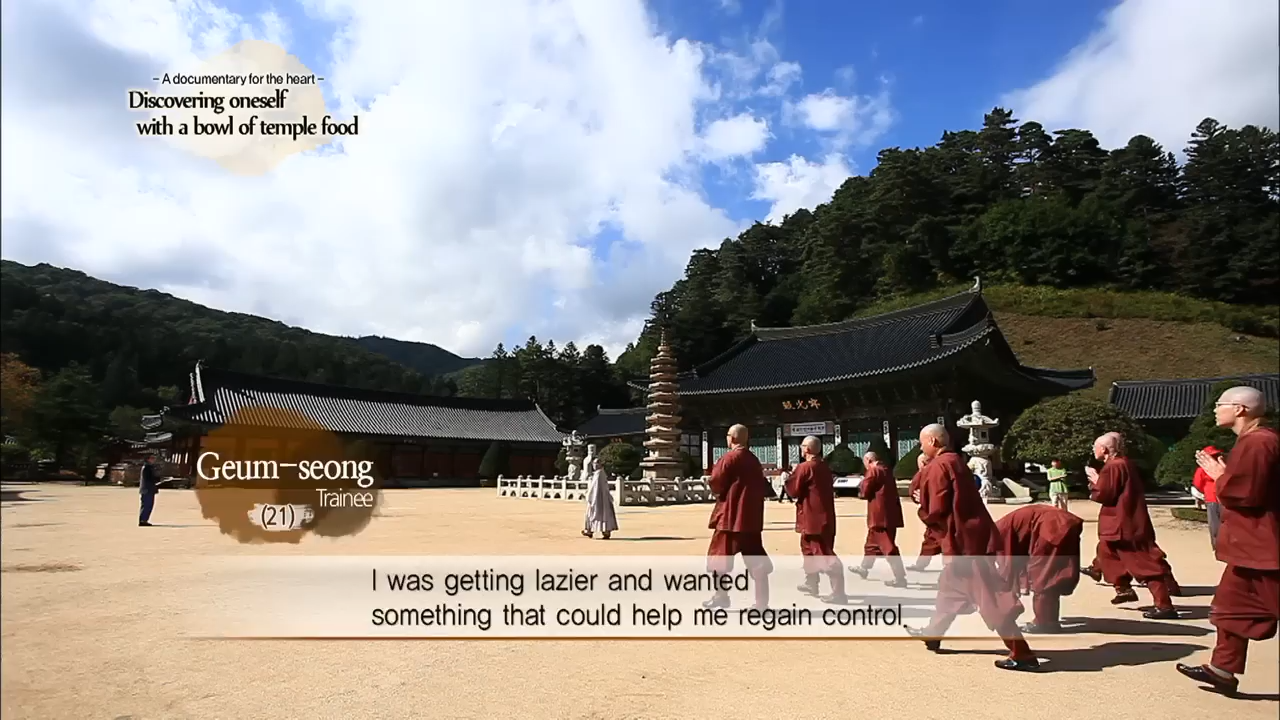 – A documentary for the heart –
Discovering oneself
with a bowl of temple food
Geum-seong
Trainee
(21)
I was getting lazier and wanted
something that could help me regain control.